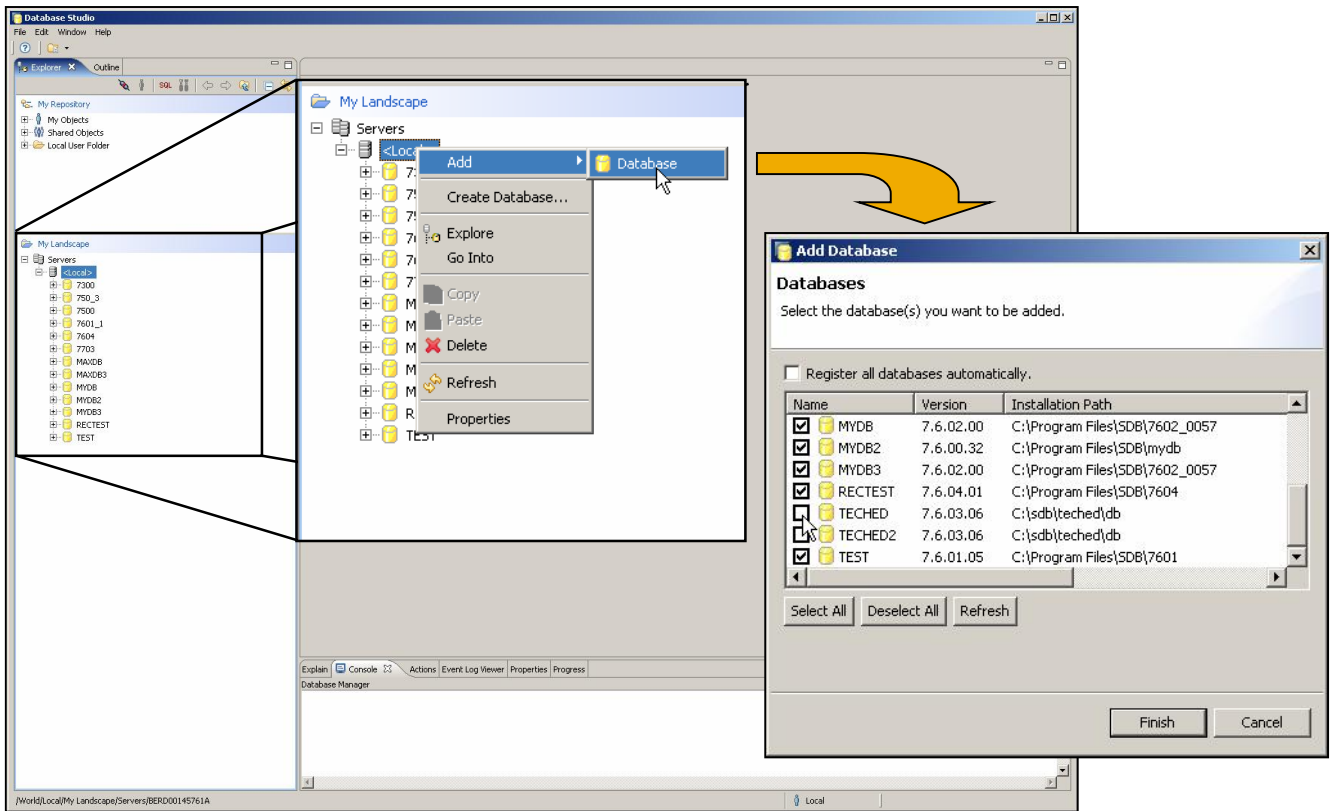 Database Studio
File Edit Window Help
Explorer Outline
SQL
My Repository
My Objects
Shared Objects
Local User Folder
My Landscape
Servers
<Local>
7300
750_3
7500
7601_1
7604
7703
MAXDB
MAXDB3
MYDB
MYDB2
MYDB3
RECTEST
TEST
My Landscape
Servers
<Loca
Add
Database
Create Database...
Explore
Go Into
Copy
Paste
Delete
Refresh
Properties
TEST
Add Database
Databases
Select the database(s) you want to be added.
Register all databases automatically.
Name Version Installation Path
MYDB 7.6.02.00 C:\Program Files\SDB\7602_0057
MYDB2 7.6.00.32 C:\Program Files\SDB\mydb
MYDB3 7.6.02.00 C:\Program Files\SDB\7602_0057
RECTEST 7.6.04.01 C:\Program Files\SDB\7604
TECHED 7.6.03.06 C:\sdb\teched\db
TECHED2 7.6.03.06 C:\sdb\teched\db
TEST 7.6.01.05 C:\Program Files\SDB\7601
Select All Deselect All Refresh
Finish Cancel
Explain Console Actions Event Log Viewer Properties Progress
Database Manager
/World/Local/My Landscape/Servers/BERD00145761A
Local